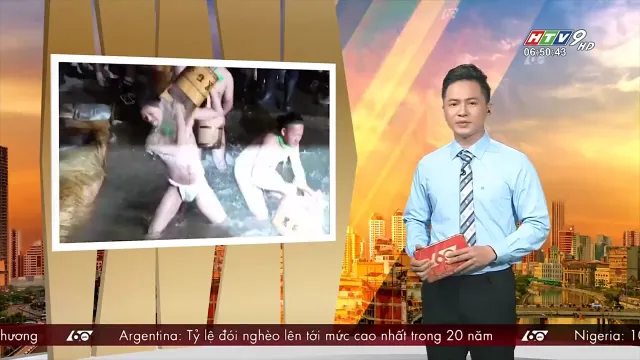 HTV9 HD
06:50:43
60
hương 60 Argentina: Tỷ lệ đói nghèo lên tới mức cao nhất trong 20 năm 60 Nigeria: 10